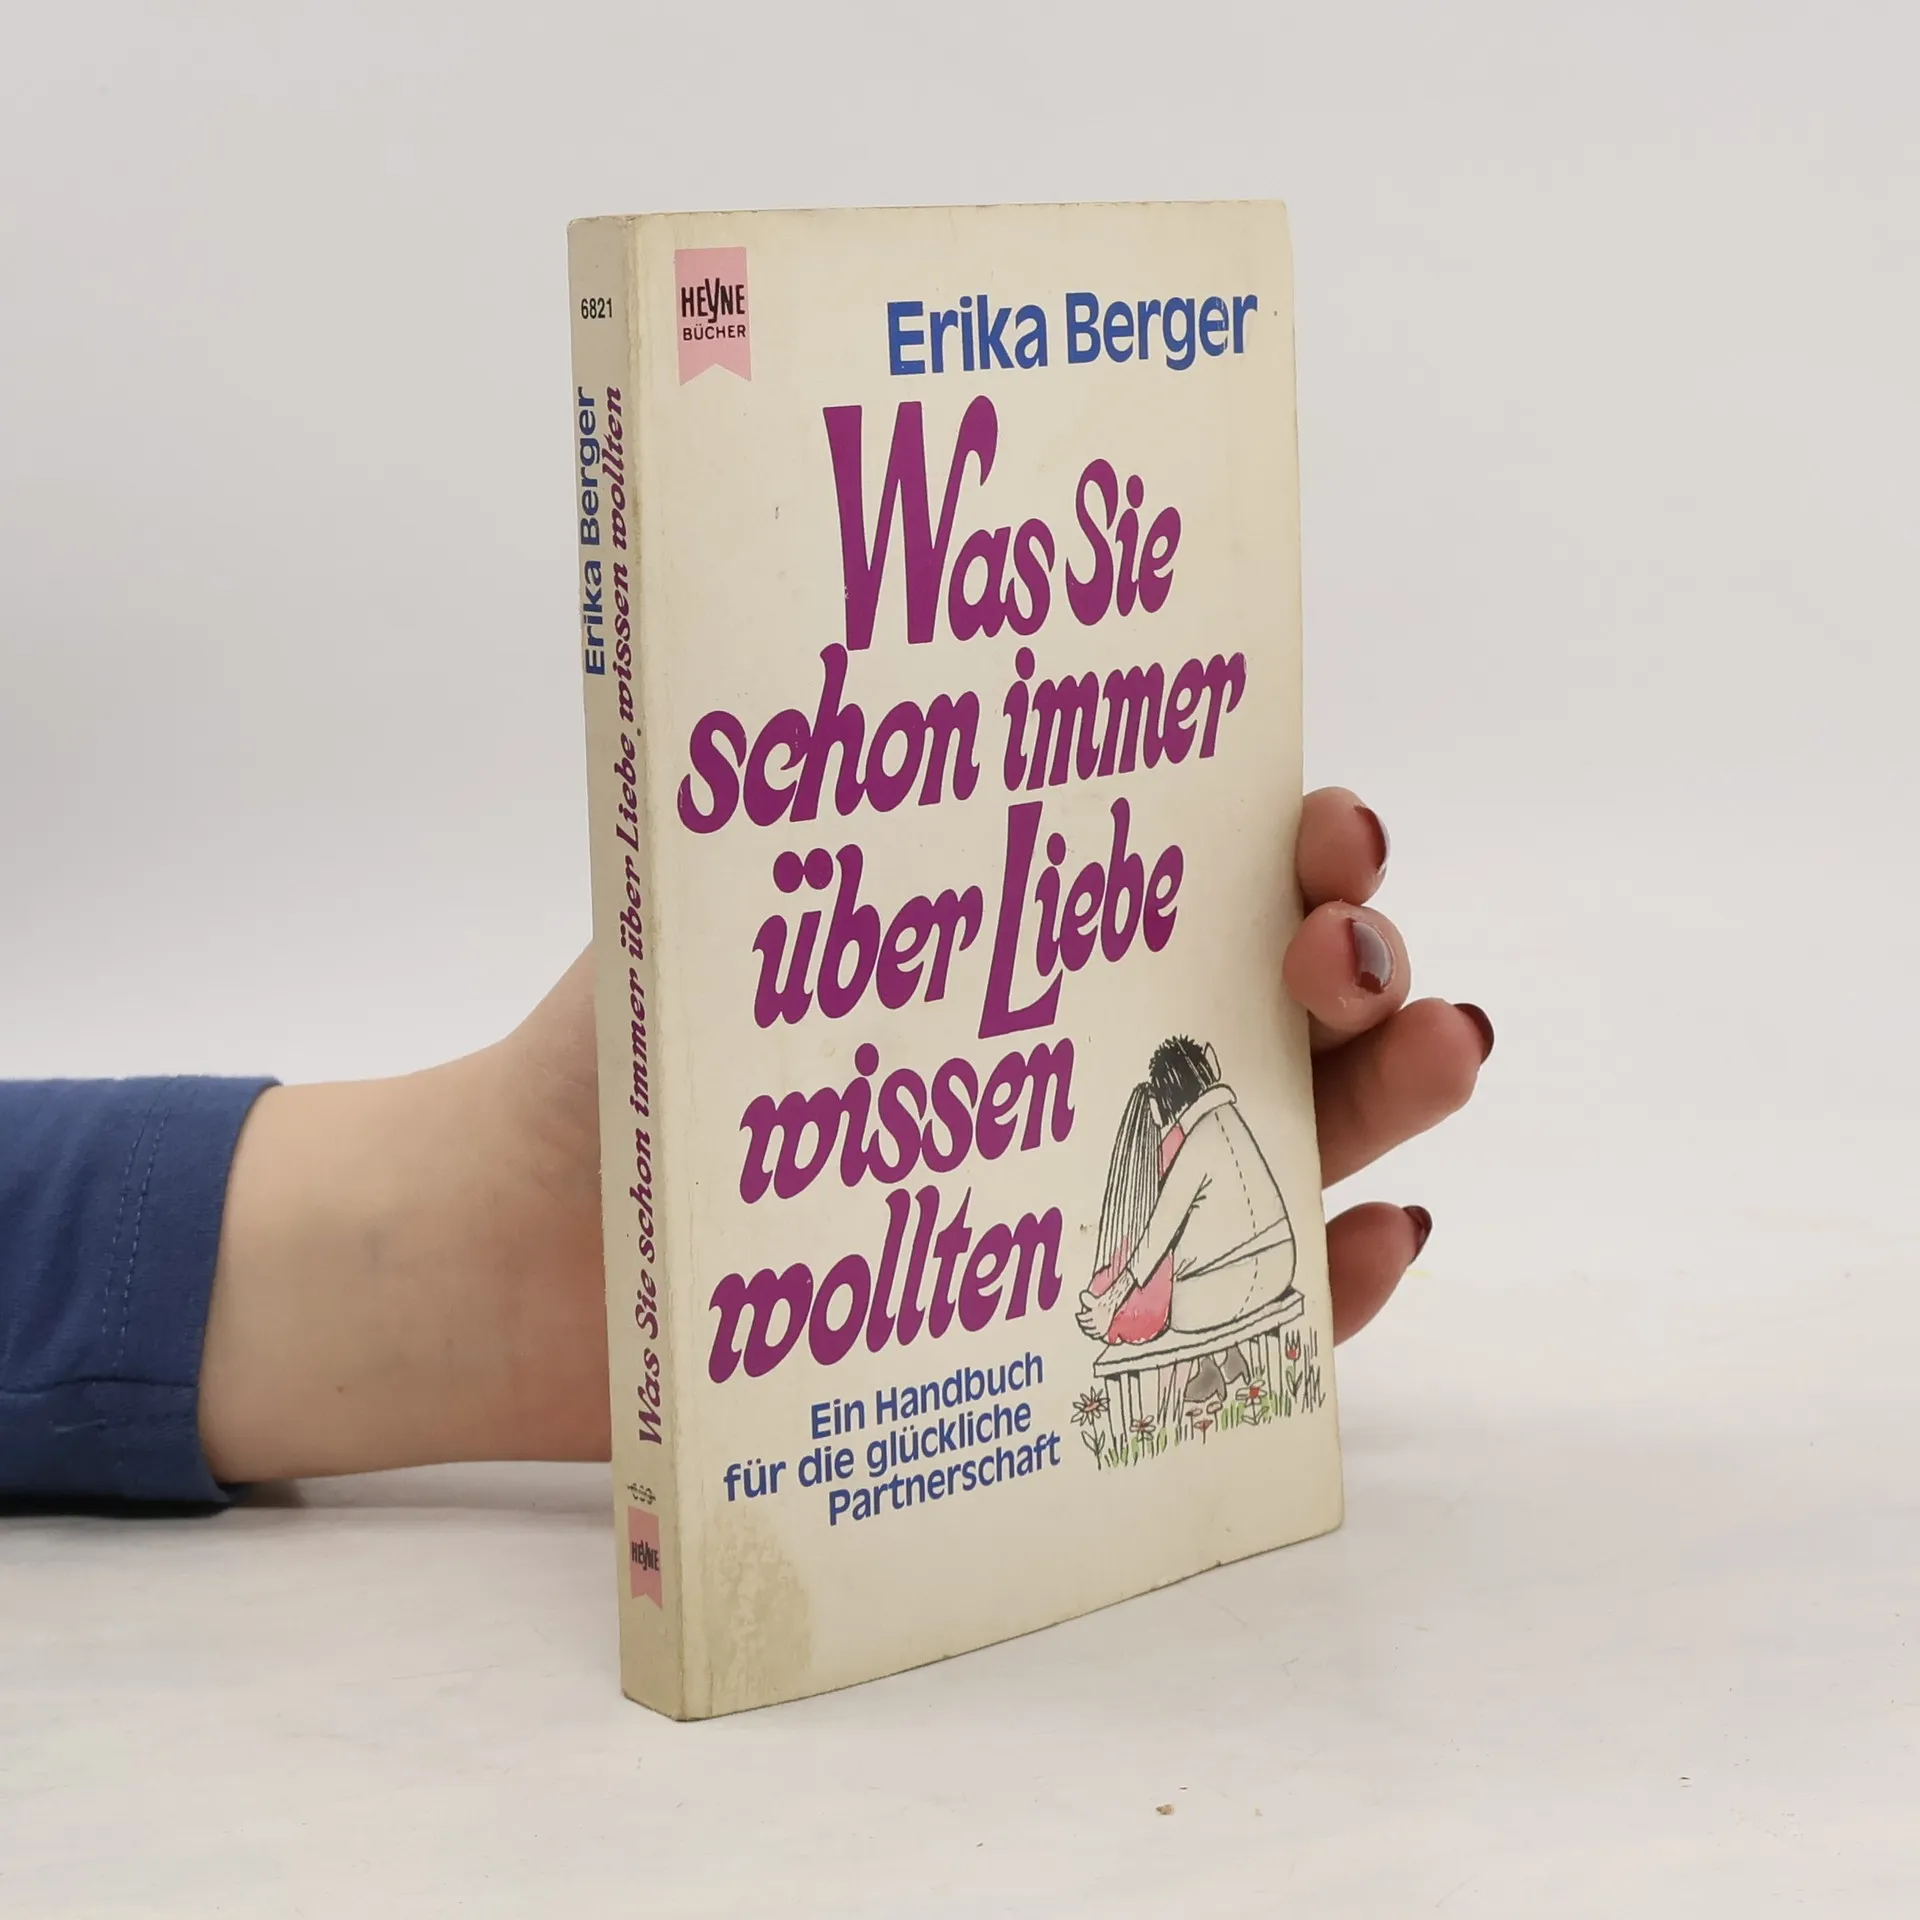 6821
Erika Berger
Was Sie schon immer über Liebe wissen wollten
HEYNE
HEYNE
BÜCHER
Erika Berger
Was Sie
schon immer
über Liebe
wissen
wollten
Ein Handbuch
für die glückliche
Partnerschaft